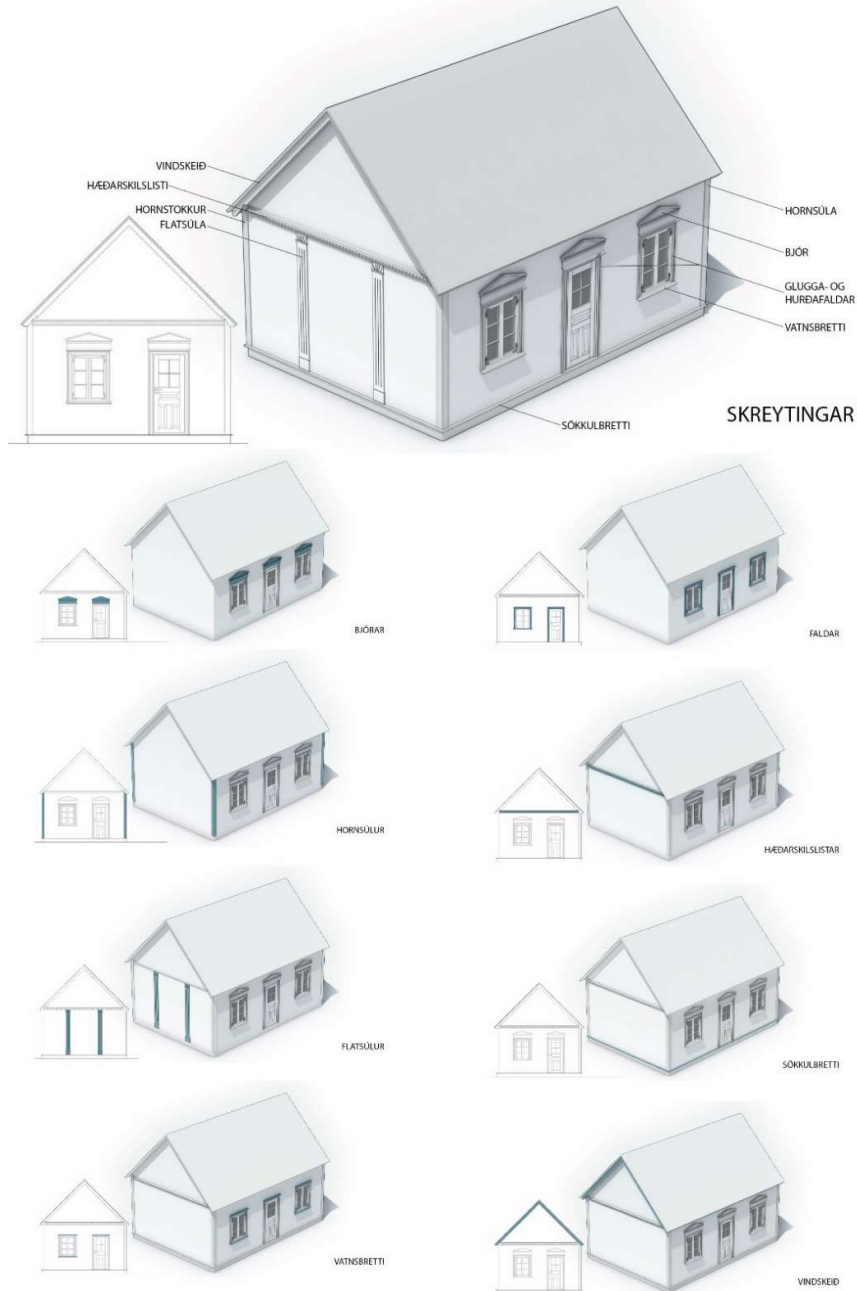 VINDSKEIÐ
HÆÐARSKILSLISTI
HORNSTOKKUR
FLATSÚLA
HORNSÚLA
BJÓR
GLUGGA- OG
HURÐAFALDAR
VATNSBRETTI
SÖKKULBRETTI
SKREYTINGAR
BJÓRAR
FALDAR
HORNSÚLUR
HÆÐARSKILSLISTAR
FLATSÚLUR
SÖKKULBRETTI
VATNSBRETTI
VINDSKEIÐ